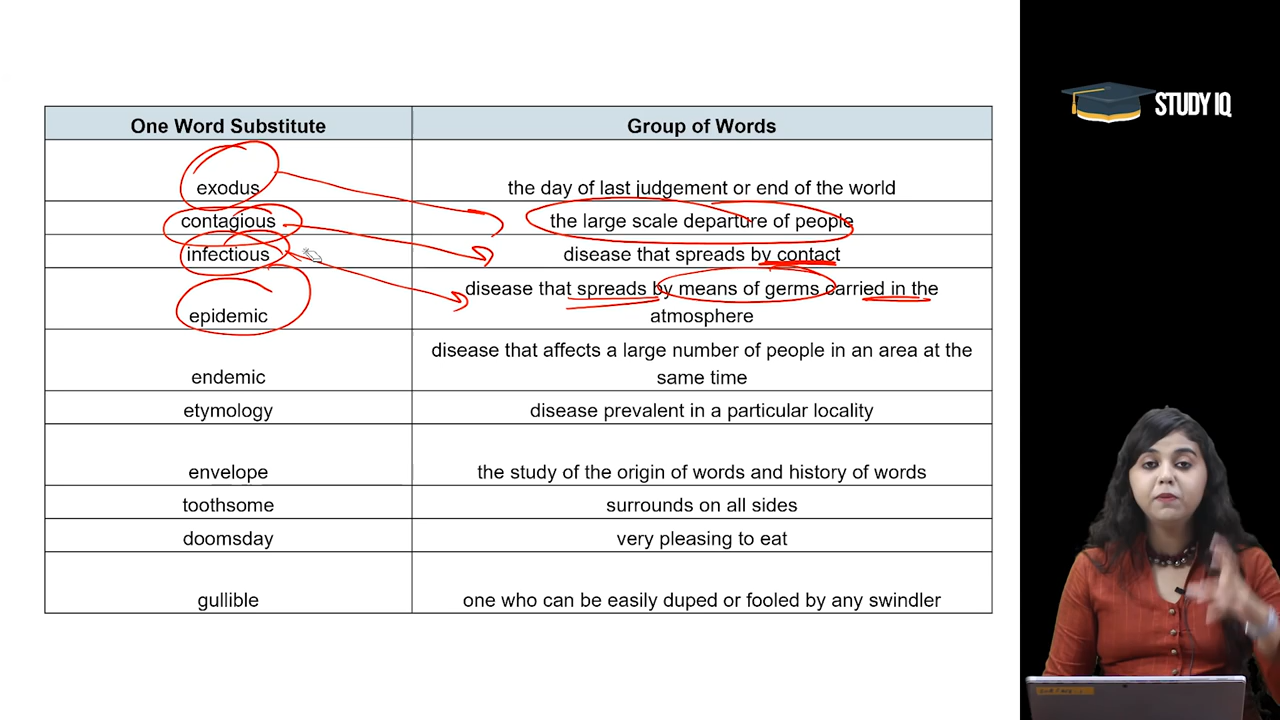 STUDY IQ
One Word Substitute Group of Words
exodus the day of last judgement or end of the world
contagious the large scale departure of people
infectious disease that spreads by contact
disease that spreads by means of germs carried in the
epidemic atmosphere
disease that affects a large number of people in an area at the
endemic same time
etymology disease prevalent in a particular locality
envelope the study of the origin of words and history of words
toothsome surrounds on all sides
doomsday very pleasing to eat
gullible one who can be easily duped or fooled by any swindler